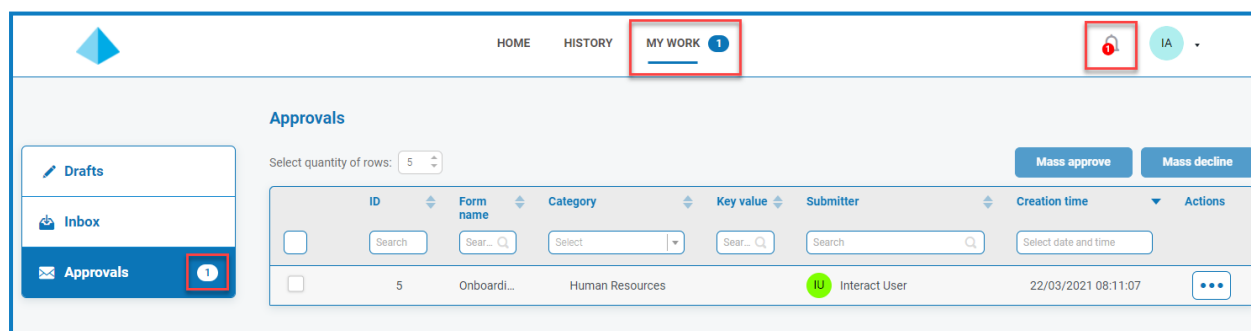 HOME HISTORY MY WORK 1 1 IA
Approvals
Select quantity of rows: 5 Mass approve Mass decline
Drafts
Inbox
Approvals 1
ID Form name Category Key value Submitter Creation time Actions
Search Sear... Select Sear... Search Select date and time
5 Onboardi... Human Resources IU Interact User 22/03/2021 08:11:07